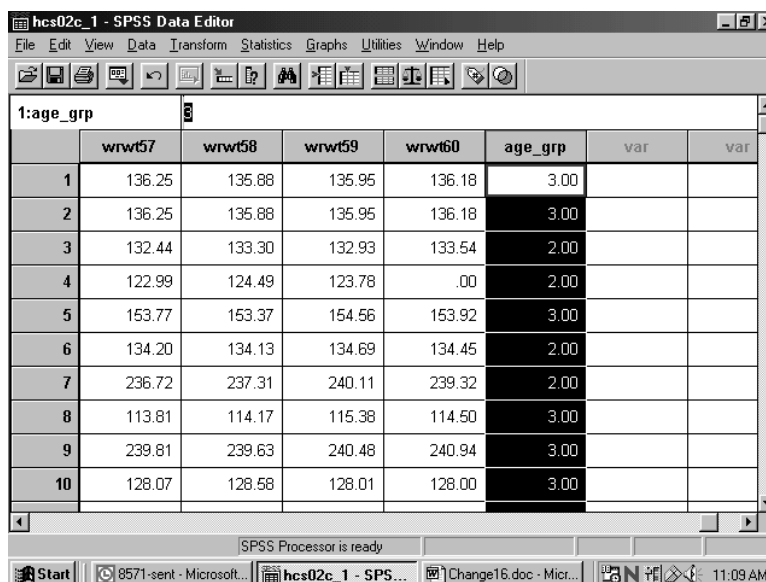 hcs02c_1 - SPSS Data Editor
File Edit View Data Transform Statistics Graphs Utilities Window Help
1:age_grp 3
wrwt57 wrwt58 wrwt59 wrwt60 age_grp var var
1 136.25 135.88 135.95 136.18 3.00
2 136.25 135.88 135.95 136.18 3.00
3 132.44 133.30 132.93 133.54 2.00
4 122.99 124.49 123.78 .00 2.00
5 153.77 153.37 154.56 153.92 3.00
6 134.20 134.13 134.69 134.45 2.00
7 236.72 237.31 240.11 239.32 2.00
8 113.81 114.17 115.38 114.50 3.00
9 239.81 239.63 240.48 240.94 3.00
10 128.07 128.58 128.01 128.00 3.00
SPSS Processor is ready
Start 8571-sent - Microsoft... hcs02c_1 - SPS... Change16.doc - Micr... 11:09 AM